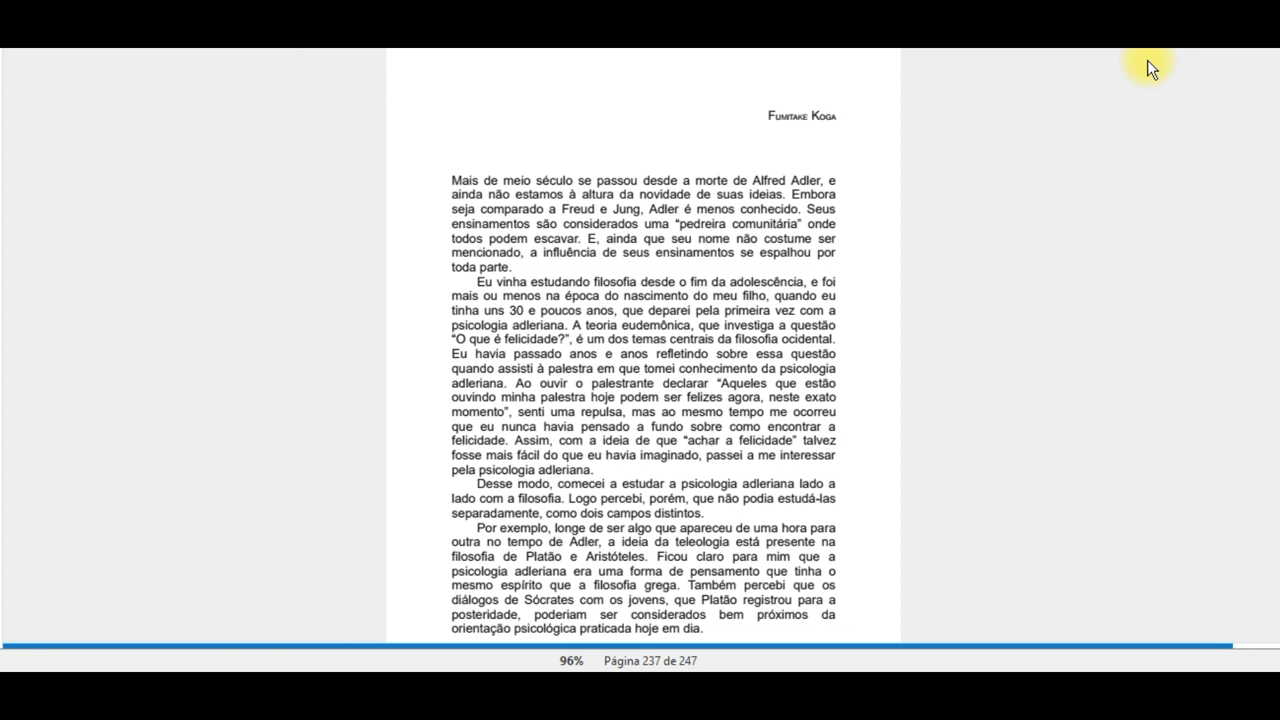 Fumitake Koga
Mais de meio século se passou desde a morte de Alfred Adler, e
ainda não estamos à altura da novidade de suas ideias. Embora
seja comparado a Freud e Jung, Adler é menos conhecido. Seus
ensinamentos são considerados uma “pedreira comunitária” onde
todos podem escavar. E, ainda que seu nome não costume ser
mencionado, a influência de seus ensinamentos se espalhou por
toda parte.
Eu vinha estudando filosofia desde o fim da adolescência, e foi
mais ou menos na época do nascimento do meu filho, quando eu
tinha uns 30 e poucos anos, que deparei pela primeira vez com a
psicologia adleriana. A teoria eudemônica, que investiga a questão
“O que é felicidade?”, é um dos temas centrais da filosofia ocidental.
Eu havia passado anos e anos refletindo sobre essa questão
quando assisti à palestra em que tomei conhecimento da psicologia
adleriana. Ao ouvir o palestrante declarar “Aqueles que estão
ouvindo minha palestra hoje podem ser felizes agora, neste exato
momento”, senti uma repulsa, mas ao mesmo tempo me ocorreu
que eu nunca havia pensado a fundo sobre como encontrar a
felicidade. Assim, com a ideia de que “achar a felicidade” talvez
fosse mais fácil do que eu havia imaginado, passei a me interessar
pela psicologia adleriana.
Desse modo, comecei a estudar a psicologia adleriana lado a
lado com a filosofia. Logo percebi, porém, que não podia estudá-las
separadamente, como dois campos distintos.
Por exemplo, longe de ser algo que apareceu de uma hora para
outra no tempo de Adler, a ideia da teleologia está presente na
filosofia de Platão e Aristóteles. Ficou claro para mim que a
psicologia adleriana era uma forma de pensamento que tinha o
mesmo espírito que a filosofia grega. Também percebi que os
diálogos de Sócrates com os jovens, que Platão registrou para a
posteridade, poderiam ser considerados bem próximos da
orientação psicológica praticada hoje em dia.
96% Página 237 de 247